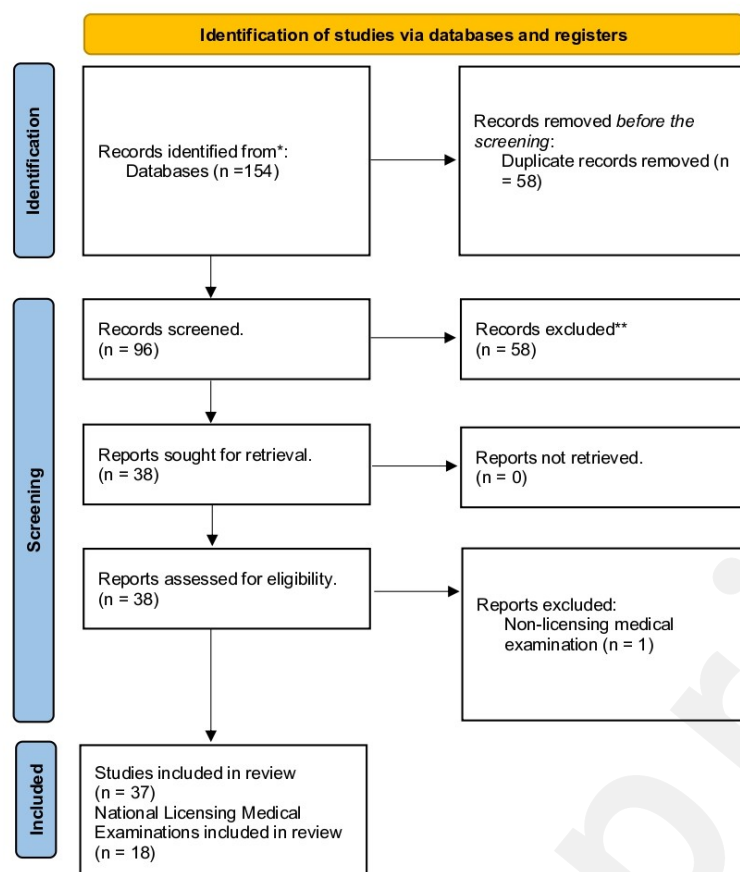 Identification of studies via databases and registers
Identification
Records identified from*:
Databases (n =154)
Records removed before the
screening:
Duplicate records removed (n
= 58)
Screening
Records screened.
(n = 96)
Records excluded**
(n = 58)
Reports sought for retrieval.
(n = 38)
Reports not retrieved.
(n = 0)
Reports assessed for eligibility.
(n = 38)
Reports excluded:
Non-licensing medical
examination (n = 1)
Included
Studies included in review
(n = 37)
National Licensing Medical
Examinations included in review
(n = 18)